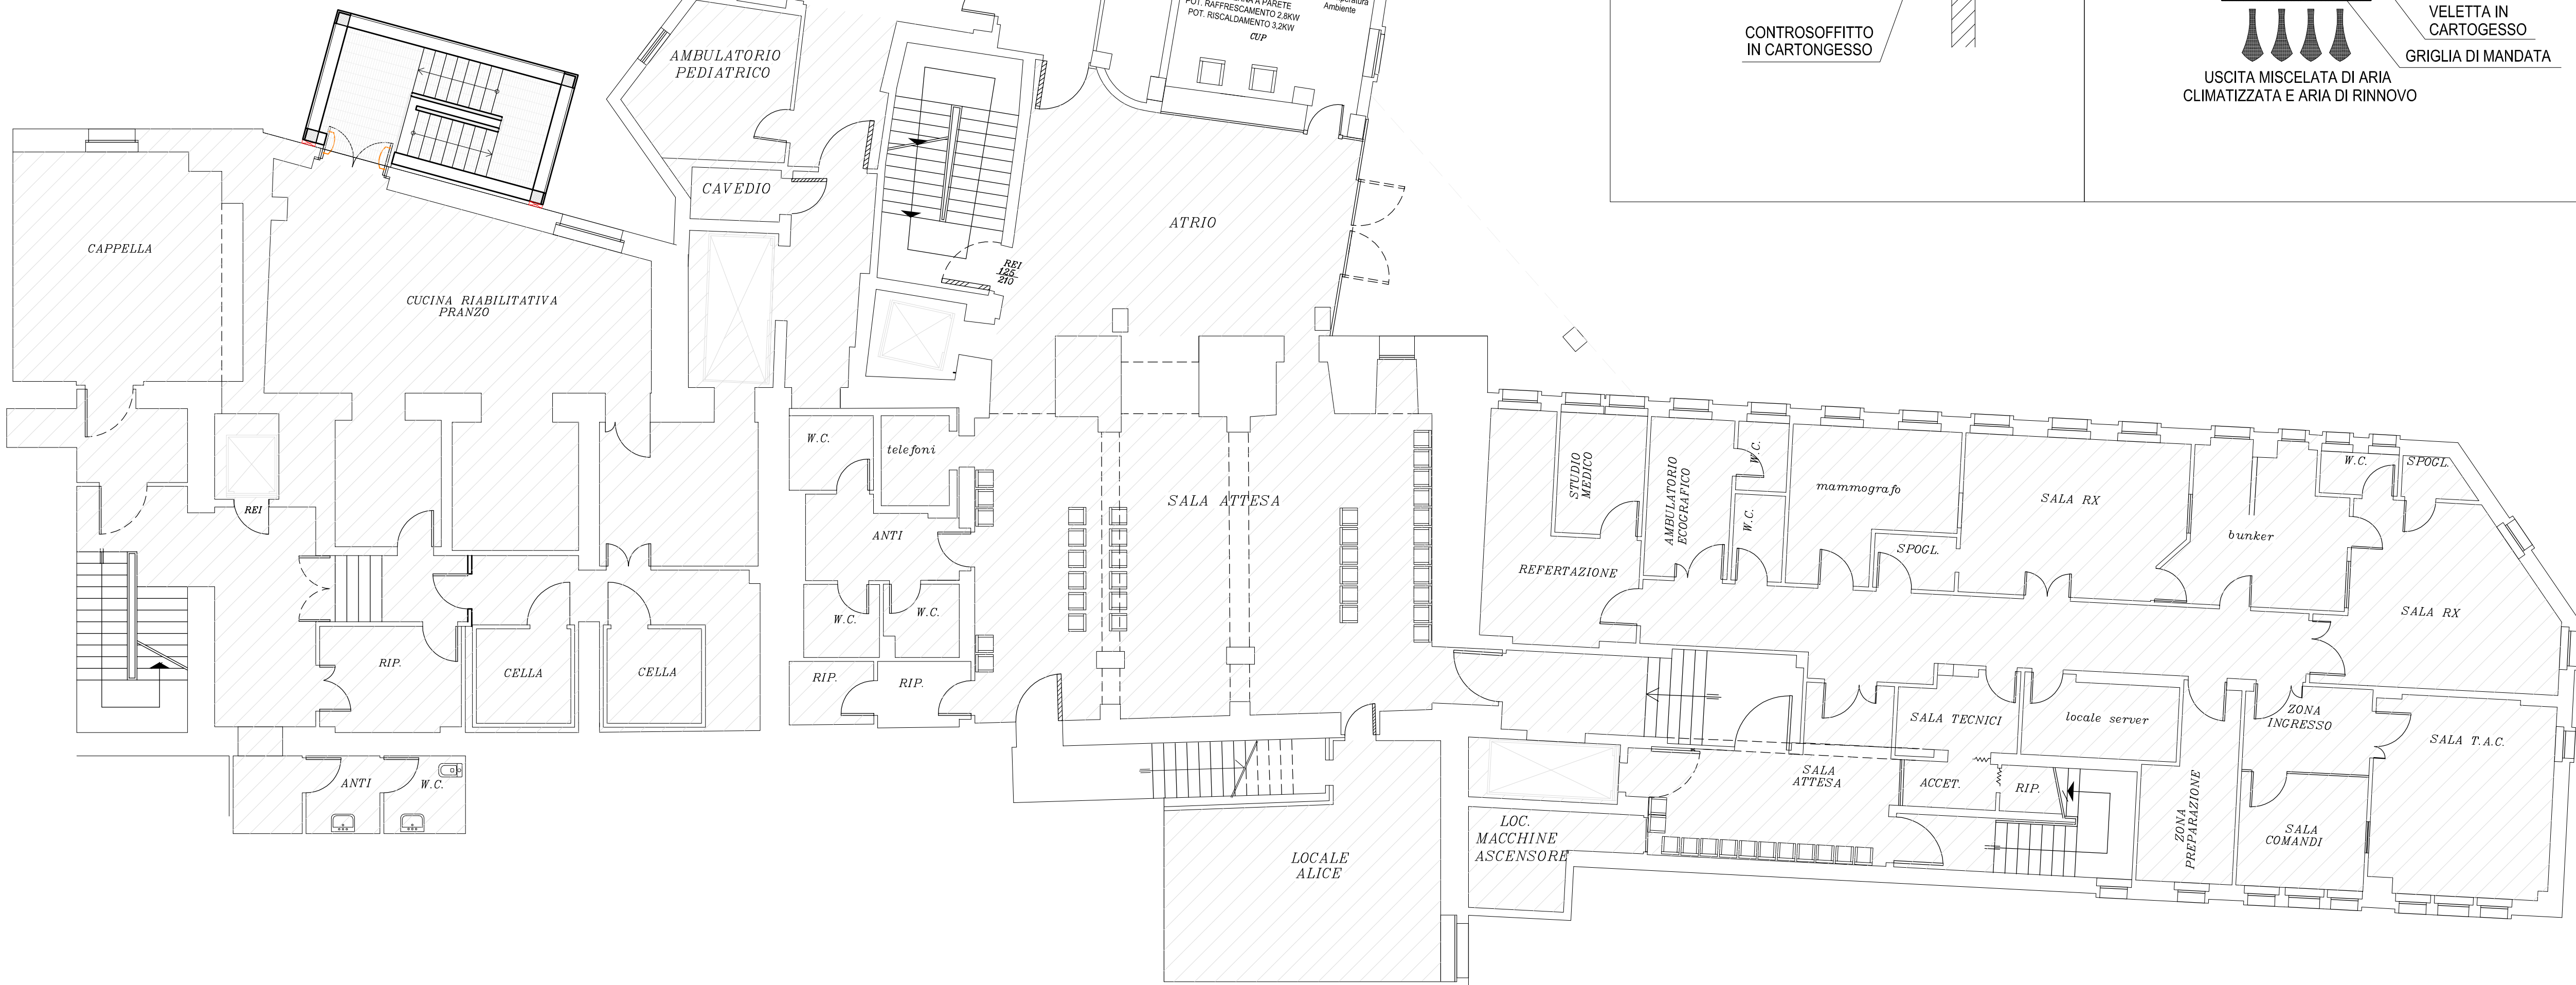 A PARETE
POT. RAFFRESCAMENTO 2,8KW
POT. RISCALDAMENTO 3,2KW
CUP
Ambiente
CONTROSOFFITTO
IN CARTONGESSO
VELETTA IN
CARTOGESSO
GRIGLIA DI MANDATA
USCITA MISCELATA DI ARIA
CLIMATIZZATA E ARIA DI RINNOVO
AMBULATORIO
PEDIATRICO
CAVEDIO
ATRIO
REI
125
210
CAPPELLA
CUCINA RIABILITATIVA
PRANZO
REI
W.C.
telefoni
ANTI
W.C.
W.C.
RIP.
RIP.
SALA ATTESA
RIP.
CELLA
CELLA
ANTI
W.C.
STUDIO
MEDICO
REFERTAZIONE
AMBULATORIO
ECOGRAFICO
W.C.
W.C.
mammografo
SPOGL.
SALA RX
bunker
W.C.
SPOGL.
SALA RX
SALA TECNICI
locale server
ZONA
INGRESSO
SALA T.A.C.
SALA
ATTESA
ACCET.
RIP.
ZONA
PREPARAZIONE
SALA
COMANDI
LOC.
MACCHINE
ASCENSORE
LOCALE
ALICE